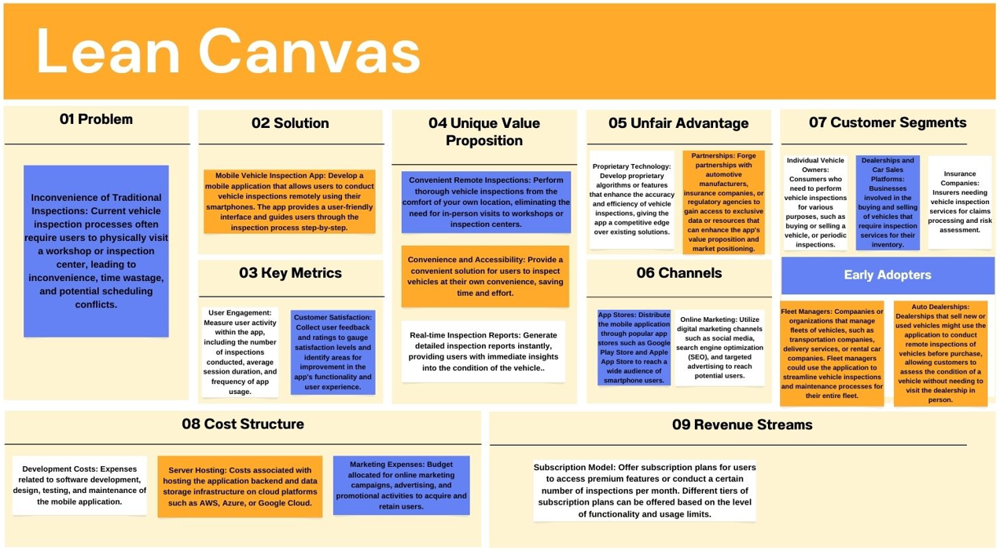 Lean Canvas
01 Problem
Inconvenience of Traditional
Inspections: Current vehicle
inspection processes often
require users to physically visit
a workshop or inspection
center, leading to
inconvenience, time wastage,
and potential scheduling
conflicts.
02 Solution
Mobile Vehicle Inspection App: Develop a
mobile application that allows users to conduct
vehicle inspections remotely using their
smartphones. The app provides a user-friendly
interface and guides users through the
inspection process step-by-step.
03 Key Metrics
User Engagement:
Measure user activity
within the app,
including the number
of inspections
conducted, average
session duration, and
frequency of app
usage.
Customer Satisfaction:
Collect user feedback
and ratings to gauge
satisfaction levels and
identify areas for
improvement in the
app's functionality and
user experience.
04 Unique Value
Proposition
Convenient Remote Inspections: Perform
thorough vehicle inspections from the
comfort of your own location, eliminating the
need for in-person visits to workshops or
inspection centers.
Convenience and Accessibility: Provide a
convenient solution for users to inspect
vehicles at their own convenience, saving
time and effort.
Real-time Inspection Reports: Generate
detailed inspection reports instantly,
providing users with immediate insights
into the condition of the vehicle..
05 Unfair Advantage
Proprietary Technology:
Develop proprietary
algorithms or features
that enhance the accuracy
and efficiency of vehicle
inspections, giving the
app a competitive edge
over existing solutions.
Partnerships: Forge
partnerships with
automotive
manufacturers,
insurance companies, or
regulatory agencies to
gain access to exclusive
data or resources that
can enhance the app's
value proposition and
market positioning.
06 Channels
App Stores: Distribute
the mobile application
through popular app
stores such as Google
Play Store and Apple
App Store to reach a
wide audience of
smartphone users.
Online Marketing: Utilize
digital marketing channels
such as social media,
search engine optimization
(SEO), and targeted
advertising to reach
potential users.
07 Customer Segments
Individual Vehicle
Owners:
Consumers who
need to perform
vehicle inspections
for various
purposes, such as
buying or selling a
vehicle, or periodic
inspections.
Dealerships and
Car Sales
Platforms:
Businesses
involved in the
buying and selling
of vehicles that
require inspection
services for their
inventory.
Insurance
Companies:
Insurers needing
vehicle inspection
services for claims
processing and risk
assessment.
Early Adopters
Fleet Managers: Compaanies or
organizations that manage
fleets of vehicles, such as
transportation companies,
delivery services, or rental car
companies. Fleet managers
could use the application to
streamline vehicle inspections
and maintenance processes for
their entire fleet.
Auto Dealerships:
Dealerships that sell new or
used vehicles might use the
application to conduct
remote inspections of
vehicles before purchase,
allowing customers to
assess the condition of a
vehicle without needing to
visit the dealership in
person.
08 Cost Structure
Development Costs: Expenses
related to software development,
design, testing, and maintenance of
the mobile application.
Server Hosting: Costs associated with
hosting the application backend and data
storage infrastructure on cloud platforms
such as AWS, Azure, or Google Cloud.
Marketing Expenses: Budget
allocated for online marketing
campaigns, advertising, and
promotional activities to acquire and
retain users.
09 Revenue Streams
Subscription Model: Offer subscription plans for users
to access premium features or conduct a certain
number of inspections per month. Different tiers of
subscription plans can be offered based on the level
of functionality and usage limits.